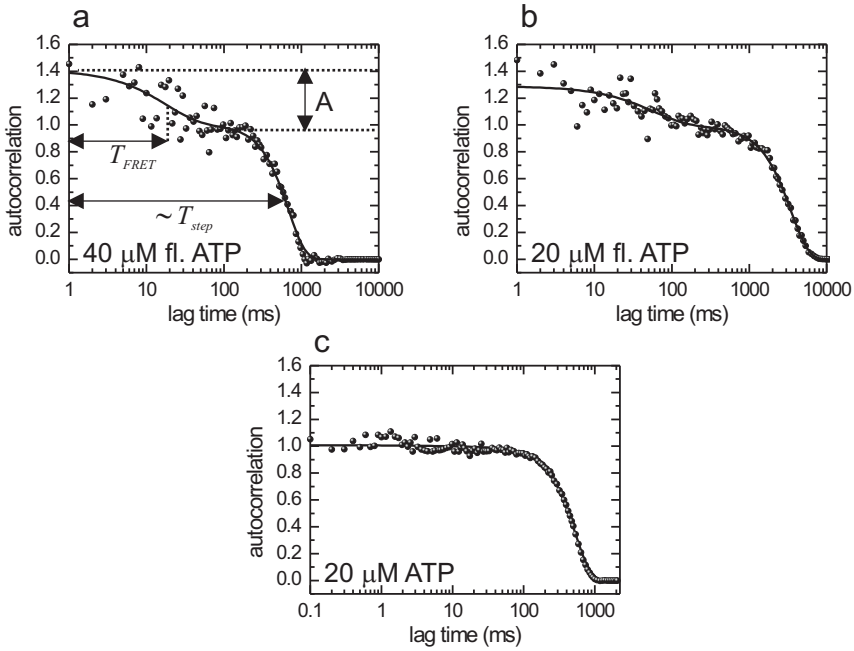 a
autocorrelation
1.6
1.4
1.2
1.0
0.8
0.6
0.4
0.2
0.0
A
T_FRET
~ T_step
40 μM fl. ATP
1 10 100 1000 10000
lag time (ms)
b
autocorrelation
1.6
1.4
1.2
1.0
0.8
0.6
0.4
0.2
0.0
20 μM fl. ATP
1 10 100 1000 10000
lag time (ms)
c
autocorrelation
1.6
1.4
1.2
1.0
0.8
0.6
0.4
0.2
0.0
20 μM ATP
0.1 1 10 100 1000
lag time (ms)